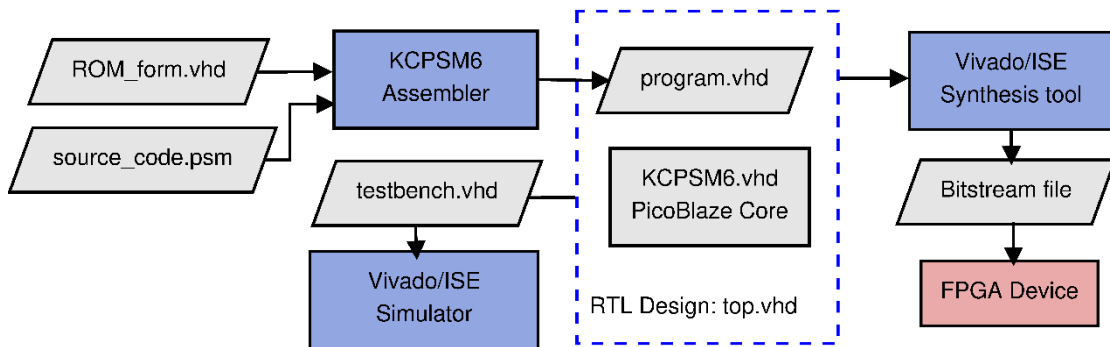 ROM_form.vhd
source_code.psm
KCPSM6
Assembler
program.vhd
KCPSM6.vhd
PicoBlaze Core
RTL Design: top.vhd
testbench.vhd
Vivado/ISE
Simulator
Vivado/ISE
Synthesis tool
Bitstream file
FPGA Device